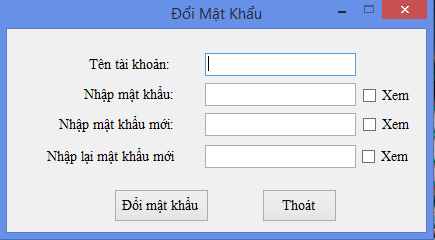 Đổi Mật Khẩu
Tên tài khoản:
Nhập mật khẩu: Xem
Nhập mật khẩu mới: Xem
Nhập lại mật khẩu mới Xem
Đổi mật khẩu Thoát